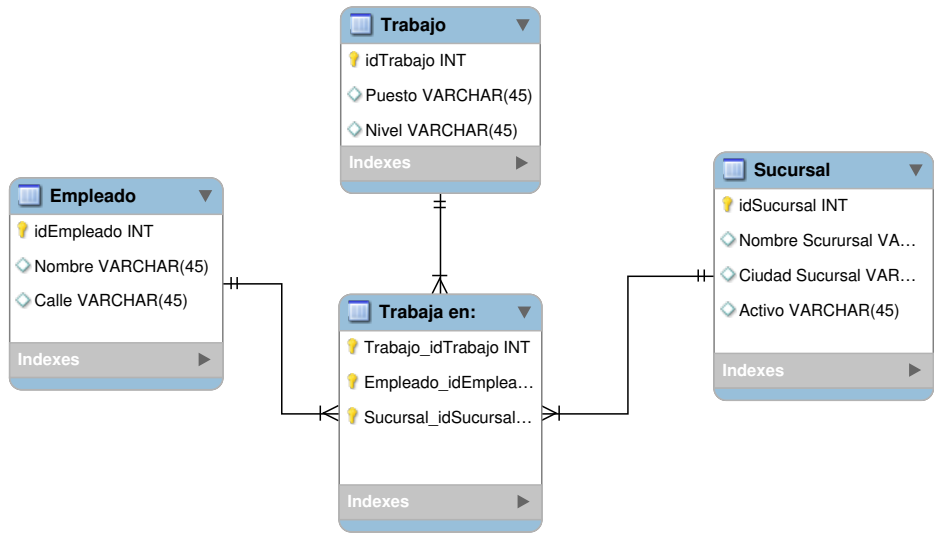 Trabajo
idTrabajo INT
Puesto VARCHAR(45)
Nivel VARCHAR(45)
Indexes
Empleado
idEmpleado INT
Nombre VARCHAR(45)
Calle VARCHAR(45)
Indexes
Trabaja en:
Trabajo_idTrabajo INT
Empleado_idEmplea...
Sucursal_idSucursal...
Indexes
Sucursal
idSucursal INT
Nombre Scurursal VA...
Ciudad Sucursal VAR...
Activo VARCHAR(45)
Indexes